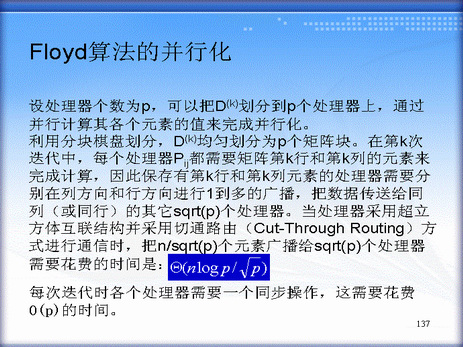 Floyd算法的并行化
设处理器个数为p，可以把D(k)划分到p个处理器上，通过
并行计算其各个元素的值来完成并行化。
利用分块棋盘划分，D(k)均匀划分为p个矩阵块。在第k次
迭代中，每个处理器Pij都需要矩阵第k行和第k列的元素来
完成计算，因此保存有第k行和第k列元素的处理器需要分
别在列方向和行方向进行1到多的广播，把数据传送给同
列（或同行）的其它sqrt(p)个处理器。当处理器采用超立
方体互联结构并采用切通路由（Cut-Through Routing）方
式进行通信时，把n/sqrt(p)个元素广播给sqrt(p)个处理器
需要花费的时间是：Θ(nlog p/√p)
每次迭代时各个处理器需要一个同步操作，这需要花费
O(p)的时间。
137